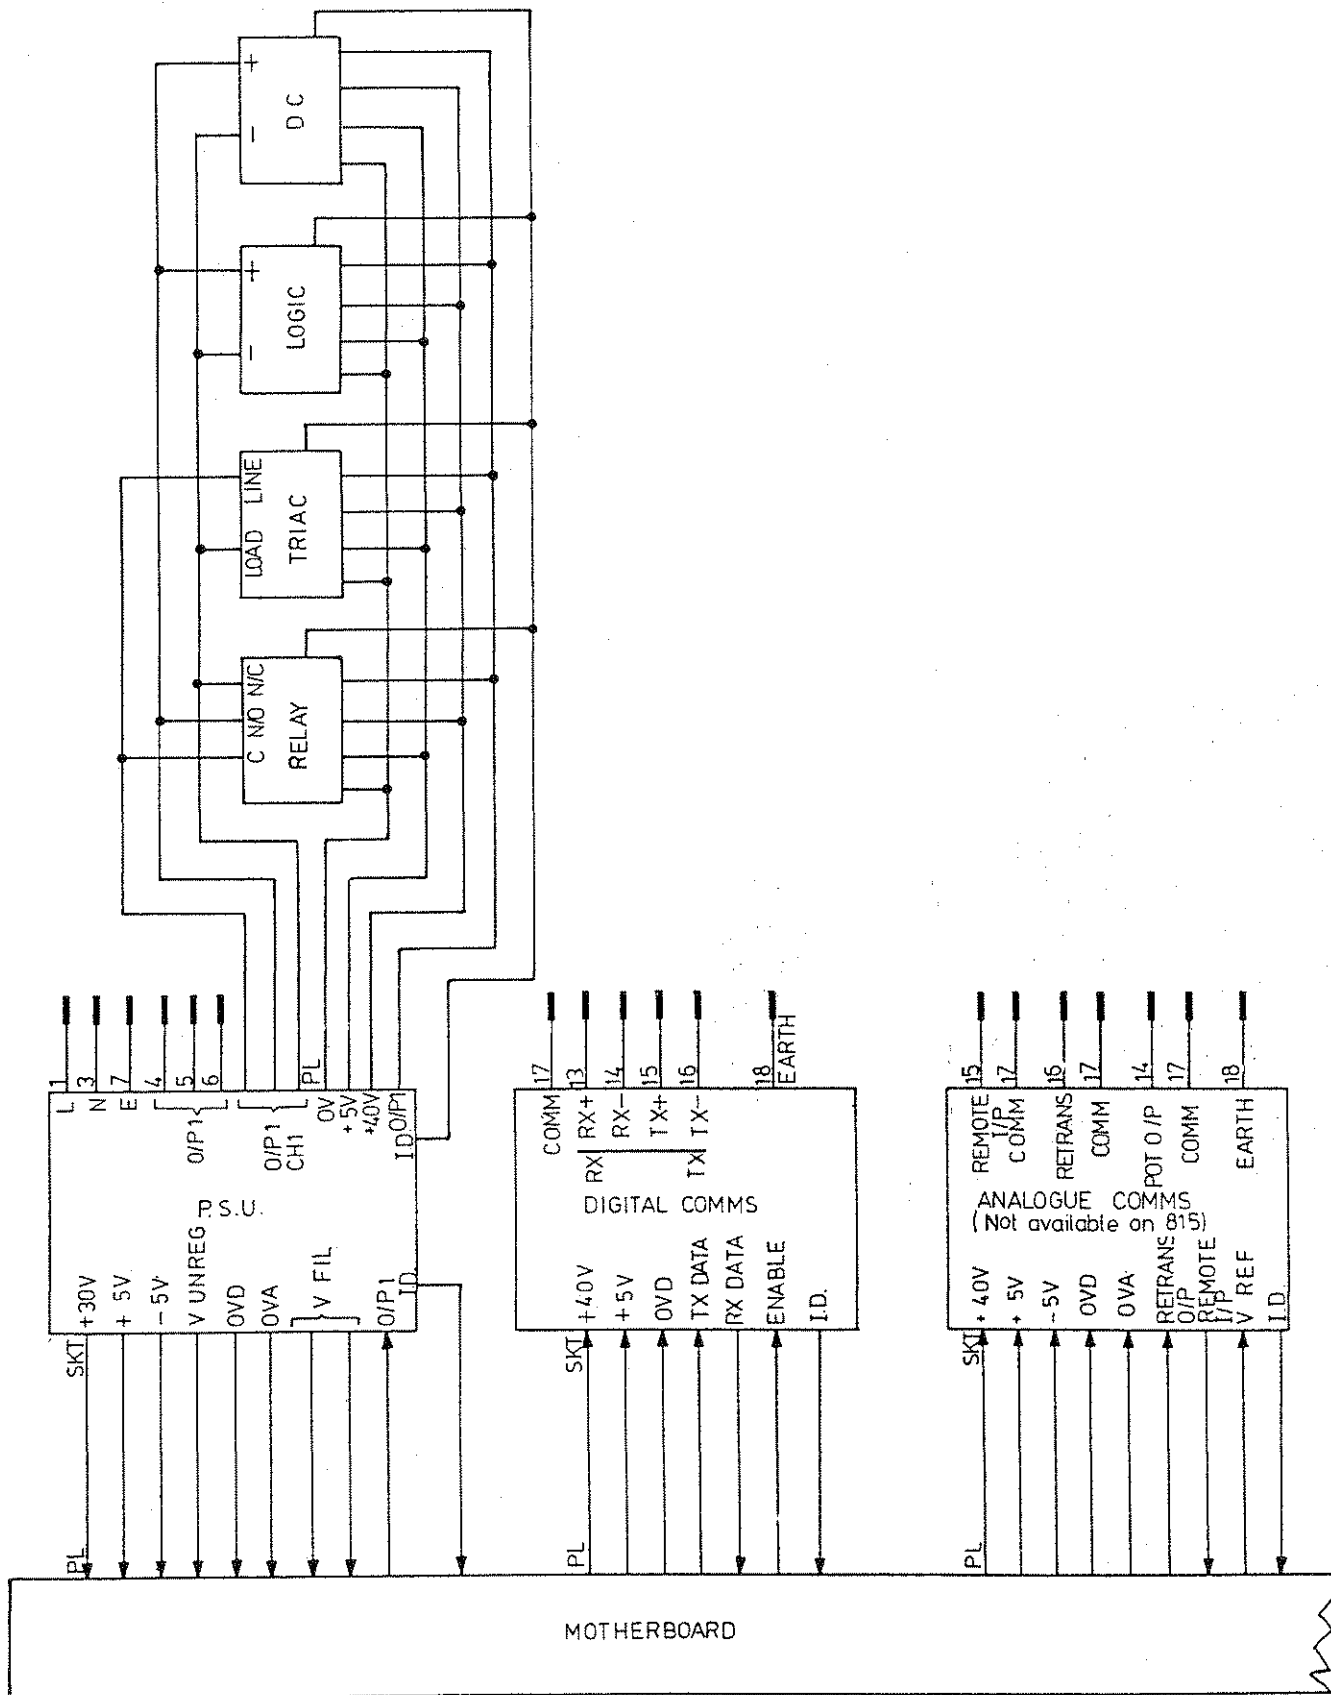 +
-
DC
+
-
LOGIC
LINE
LOAD
TRIAC
N/C
N/O
C
RELAY
1
3
7
4
5
6
L
N
E
O/P1
O/P1
CH1
PL
0V
+5V
+40V
O/P1
ID
P.S.U.
+30V
+5V
-5V
V UNREG
0VD
0VA
V FIL
O/P1
ID
SKT
PL
17
13
14
15
16
18
EARTH
COMM
RX+
RX-
TX+
TX-
RX
TX
DIGITAL COMMS
+40V
+5V
0VD
TX DATA
RX DATA
ENABLE
I.D.
SKT
PL
15
17
16
17
14
17
18
REMOTE
I/P
COMM
RETRANS
COMM
POT O/P
COMM
EARTH
ANALOGUE COMMS
(Not available on 815)
+40V
+5V
-5V
0VD
0VA
RETRANS
O/P
REMOTE
I/P
V REF
I.D.
SKT
PL
MOTHERBOARD